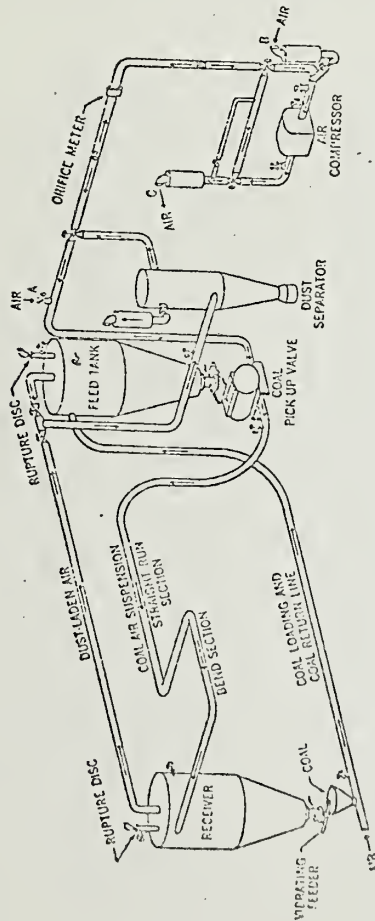 AIR
B
ORIFICE METER
C
AIR
AIR
COMPRESSOR
AIR
A
RUPTURE DISC
FEED TANK
DUST
SEPARATOR
COAL
PICK UP VALVE
DUST-LADEN AIR
COAL AIR SUSPENSION
STRAIGHT RUN
SECTION
BEND SECTION
COAL LOADING AND
COAL RETURN LINE
RUPTURE DISC
RECEIVER
COAL
VIBRATING
FEEDER
AIR